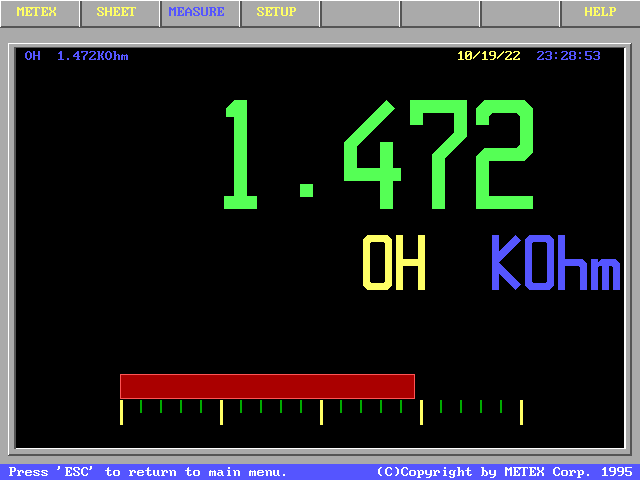 METEX SHEET MEASURE SETUP HELP
OH 1.472KOhm 10/19/22 23:28:53
1.472
OH KOhm
Press 'ESC' to return to main menu. (C)Copyright by METEX Corp. 1995